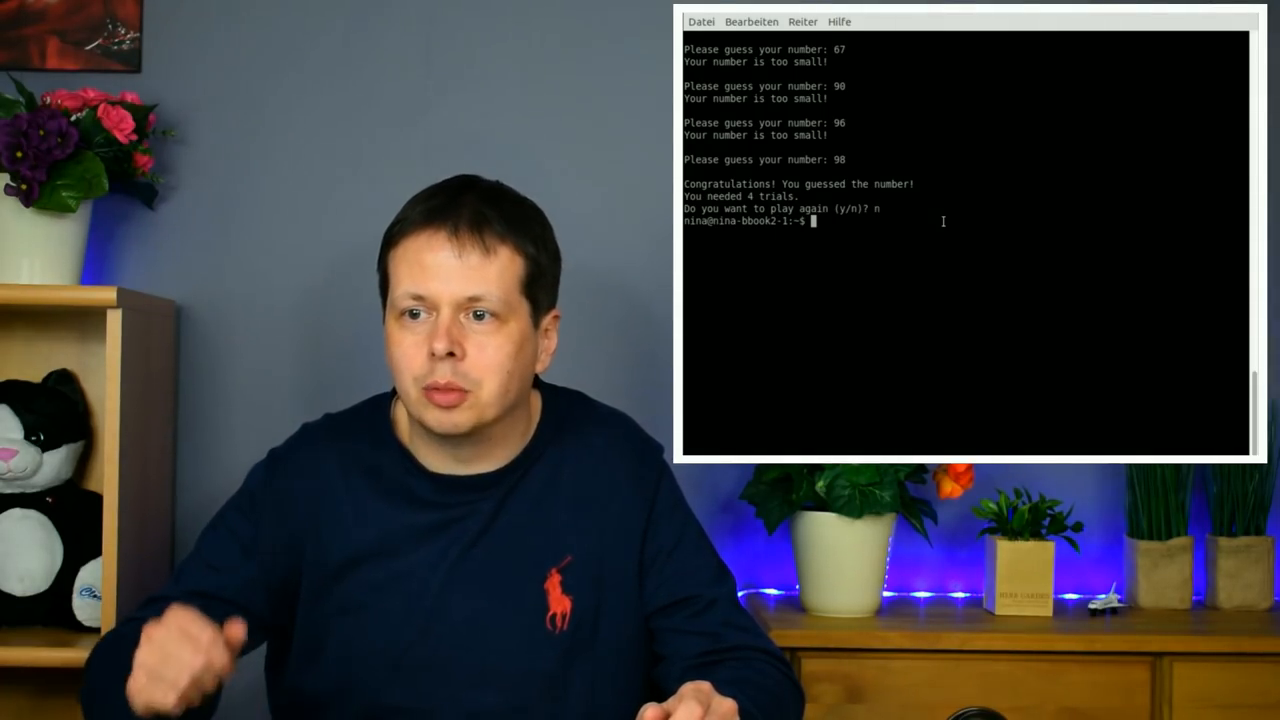 Datei Bearbeiten Reiter Hilfe
Please guess your number: 67
Your number is too small!
Please guess your number: 90
Your number is too small!
Please guess your number: 96
Your number is too small!
Please guess your number: 98
Congratulations! You guessed the number!
You needed 4 trials.
Do you want to play again (y/n)? n
nina@nina-bbook2-1:~$
HERB GARDEN